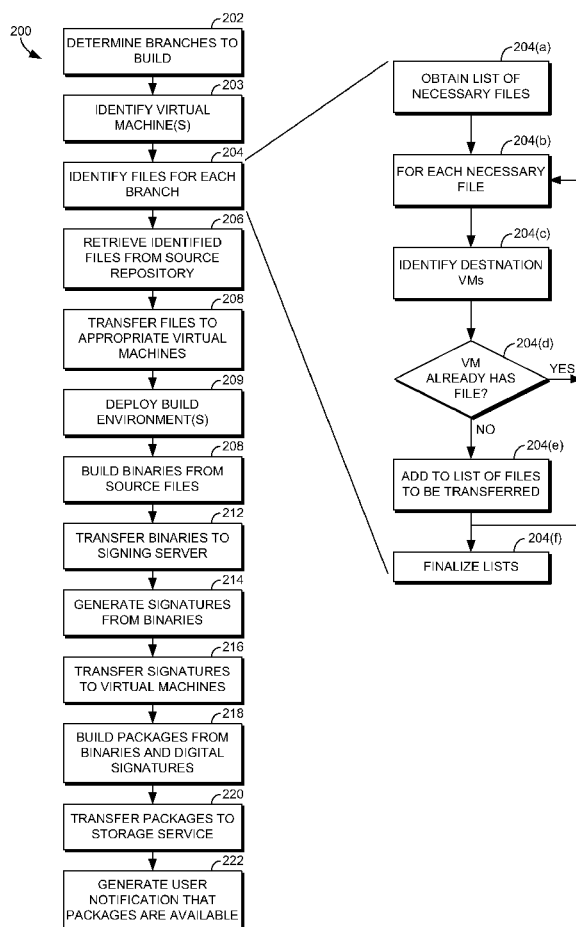 200
202
DETERMINE BRANCHES TO
BUILD
203
IDENTIFY VIRTUAL
MACHINE(S)
204
IDENTIFY FILES FOR EACH
BRANCH
206
RETRIEVE IDENTIFIED
FILES FROM SOURCE
REPOSITORY
208
TRANSFER FILES TO
APPROPRIATE VIRTUAL
MACHINES
209
DEPLOY BUILD
ENVIRONMENT(S)
208
BUILD BINARIES FROM
SOURCE FILES
212
TRANSFER BINARIES TO
SIGNING SERVER
214
GENERATE SIGNATURES
FROM BINARIES
216
TRANSFER SIGNATURES
TO VIRTUAL MACHINES
218
BUILD PACKAGES FROM
BINARIES AND DIGITAL
SIGNATURES
220
TRANSFER PACKAGES TO
STORAGE SERVICE
222
GENERATE USER
NOTIFICATION THAT
PACKAGES ARE AVAILABLE
204(a)
OBTAIN LIST OF
NECESSARY FILES
204(b)
FOR EACH NECESSARY
FILE
204(c)
IDENTIFY DESTNATION
VMs
204(d)
VM
ALREADY HAS
FILE?
YES
NO
204(e)
ADD TO LIST OF FILES
TO BE TRANSFERRED
204(f)
FINALIZE LISTS